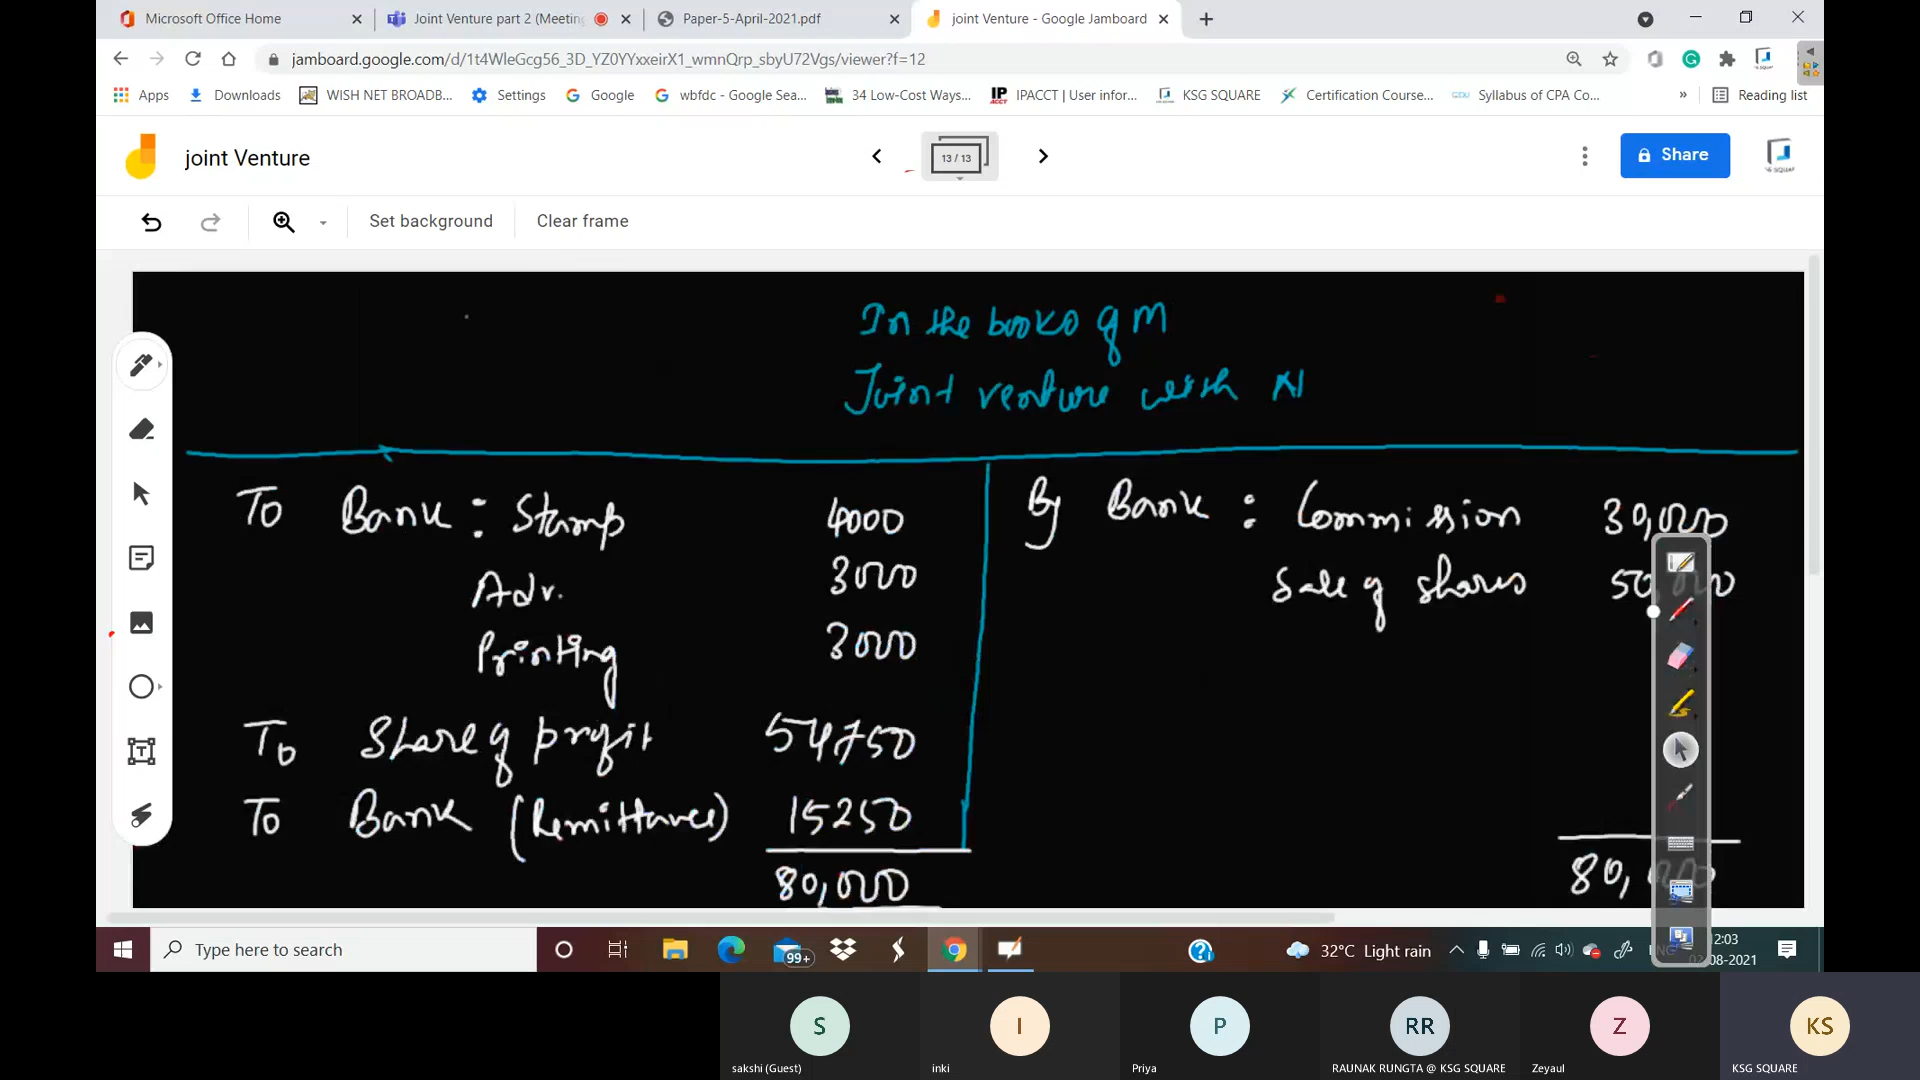 Microsoft Office Home
Joint Venture part 2 (Meetin
Paper-5-April-2021.pdf
joint Venture - Google Jamboard
jamboard.google.com/d/1t4WleGcg56_3D_YZ0YYxxeirX1_wmnQrp_sbyU72Vgs/viewer?f=12
Apps
Downloads
WISH NET BROADB...
Settings
Google
wbfdc - Google Sea...
34 Low-Cost Ways...
IPACCT | User infor...
KSG SQUARE
Certification Course...
Syllabus of CPA Co...
»
Reading list
joint Venture
13 / 13
Share
Set background
Clear frame
In the books of M
Joint venture with N
To Bank : Stamp 4000
By Bank : Commission 30,000
Adv. 3000
Sale of shares 50,000
Printing 3000
To Share of profit 54750
To Bank (Remittance) 15250
80,000
80,000
Type here to search
99+
32°C Light rain
ENG
12:03
02-08-2021
S
I
P
RR
Z
KS
sakshi (Guest)
inki
Priya
RAUNAK RUNGTA @ KSG SQUARE
Zeyaul
KSG SQUARE